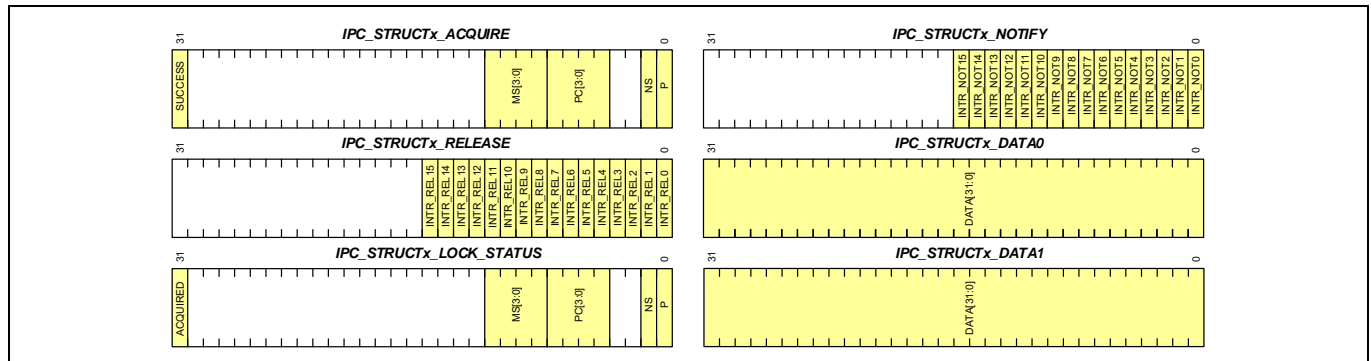 IPC_STRUCTx_ACQUIRE
31
0
SUCCESS
MS[3:0]
PC[3:0]
NS
P
IPC_STRUCTx_NOTIFY
31
0
INTR_NOT15
INTR_NOT14
INTR_NOT13
INTR_NOT12
INTR_NOT11
INTR_NOT10
INTR_NOT9
INTR_NOT8
INTR_NOT7
INTR_NOT6
INTR_NOT5
INTR_NOT4
INTR_NOT3
INTR_NOT2
INTR_NOT1
INTR_NOT0
IPC_STRUCTx_RELEASE
31
0
INTR_REL15
INTR_REL14
INTR_REL13
INTR_REL12
INTR_REL11
INTR_REL10
INTR_REL9
INTR_REL8
INTR_REL7
INTR_REL6
INTR_REL5
INTR_REL4
INTR_REL3
INTR_REL2
INTR_REL1
INTR_REL0
IPC_STRUCTx_DATA0
31
0
DATA[31:0]
IPC_STRUCTx_LOCK_STATUS
31
0
ACQUIRED
MS[3:0]
PC[3:0]
NS
P
IPC_STRUCTx_DATA1
31
0
DATA[31:0]